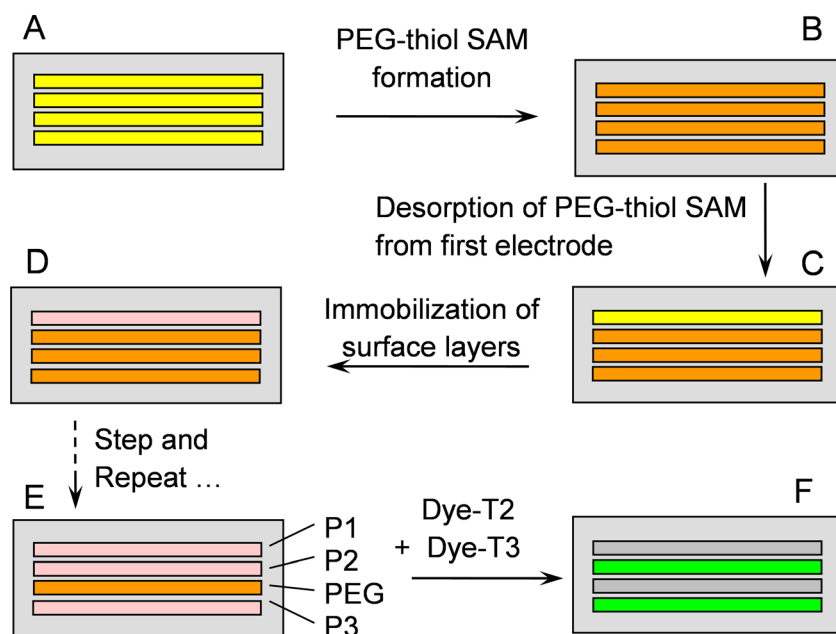 A
PEG-thiol SAM
formation
B
Desorption of PEG-thiol SAM
from first electrode
C
D
Immobilization of
surface layers
Step and
Repeat …
E
P1
P2
PEG
P3
+
Dye-T2
Dye-T3
F